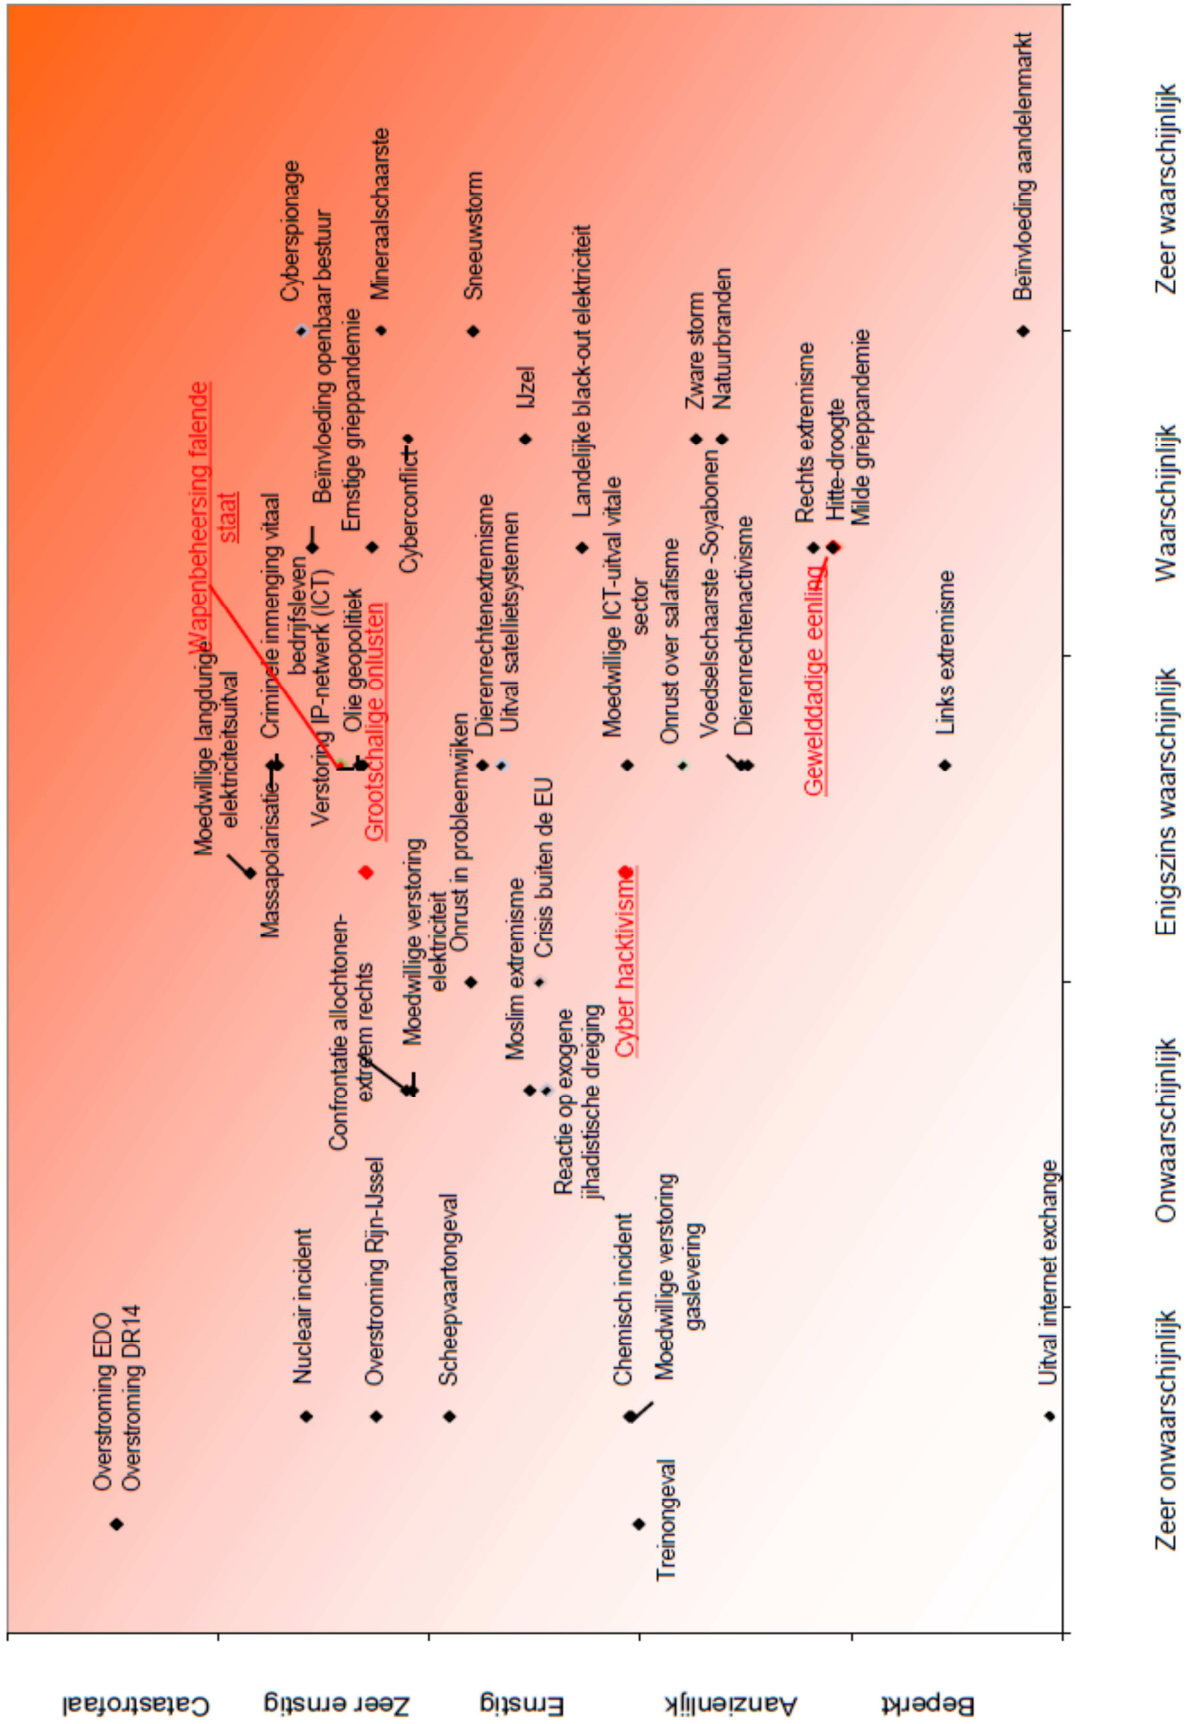 Catastrofaal
Zeer ernstig
Ernstig
Aanzienlijk
Beperkt
Overstroming EDO
Overstroming DR14
Nucleair incident
Overstroming Rijn-IJssel
Scheepvaartongeval
Chemisch incident
Moedwillige verstoring
gaslevering
Treinongeval
Uitval internet exchange
Confrontatie allochtonen-
extreem rechts
Moedwillige verstoring
elektriciteit
Onrust in probleemwijken
Moslim extremisme
Crisis buiten de EU
Reactie op exogene
jihadistische dreiging
Cyber hacktivisme
Moedwillige langdurige
elektriciteitsuitval
Massapolarisatie
Wapenbeheersing falende
staat
Criminele inmenging vitaal
bedrijfsleven
Verstoring IP-netwerk (ICT)
Olie geopolitiek
Grootschalige onlusten
Dierenrechtenextremisme
Uitval satellietsystemen
Moedwillige ICT-uitval vitale
sector
Onrust over salafisme
Voedselschaarste -Soyabonen
Dierenrechtenactivisme
Gewelddadige eenling
Links extremisme
Cyberspionage
Beïnvloeding openbaar bestuur
Ernstige grieppandemie
Mineraalschaarste
Cyberconflict
Sneeuwstorm
IJzel
Landelijke black-out elektriciteit
Zware storm
Natuurbranden
Rechts extremisme
Hitte-droogte
Milde grieppandemie
Beïnvloeding aandelenmarkt
Zeer onwaarschijnlijk
Onwaarschijnlijk
Enigszins waarschijnlijk
Waarschijnlijk
Zeer waarschijnlijk